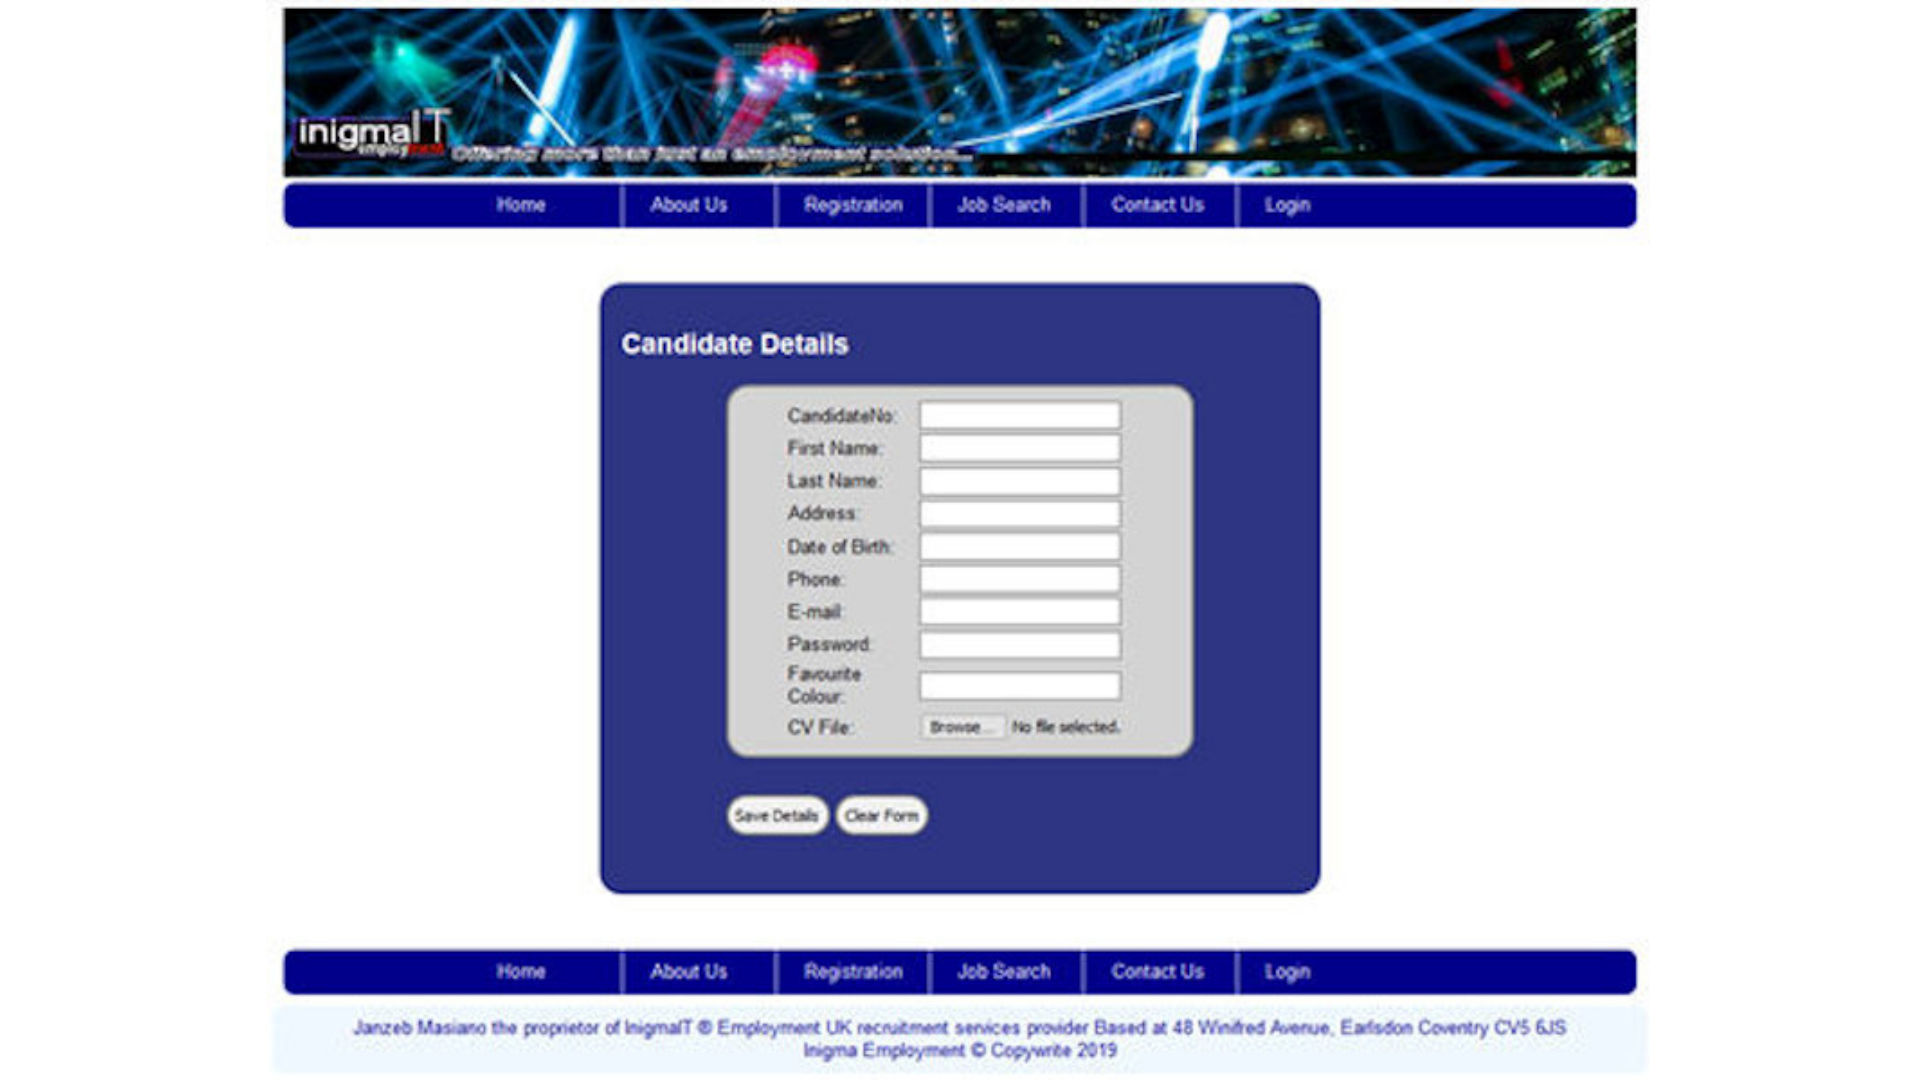 inigmaIT
employment
Offering more than just an employment solution...
Home About Us Registration Job Search Contact Us Login
Candidate Details
CandidateNo:
First Name:
Last Name:
Address:
Date of Birth:
Phone:
E-mail:
Password:
Favourite
Colour:
CV File: Browse... No file selected.
Save Details Clear Form
Home About Us Registration Job Search Contact Us Login
Janzeb Masiano the proprietor of InigmaIT ® Employment UK recruitment services provider Based at 48 Winifred Avenue, Earlsdon Coventry CV5 6JS
Inigma Employment © Copywrite 2019